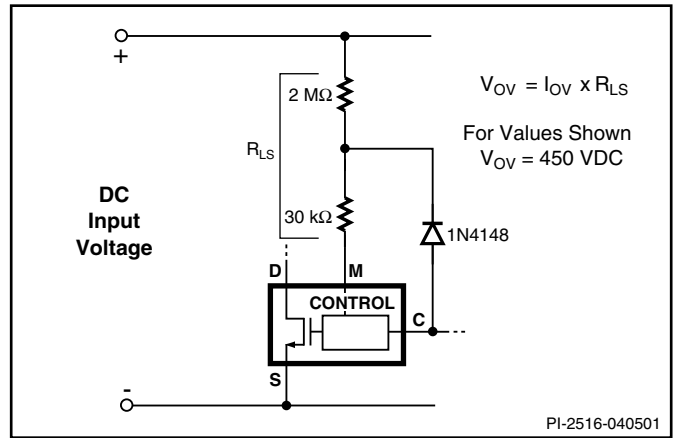 +
2 MΩ
V_OV = I_OV x R_LS
R_LS
For Values Shown
V_OV = 450 VDC
DC
Input
Voltage
30 kΩ
1N4148
D
M
CONTROL
C
S
-
PI-2516-040501